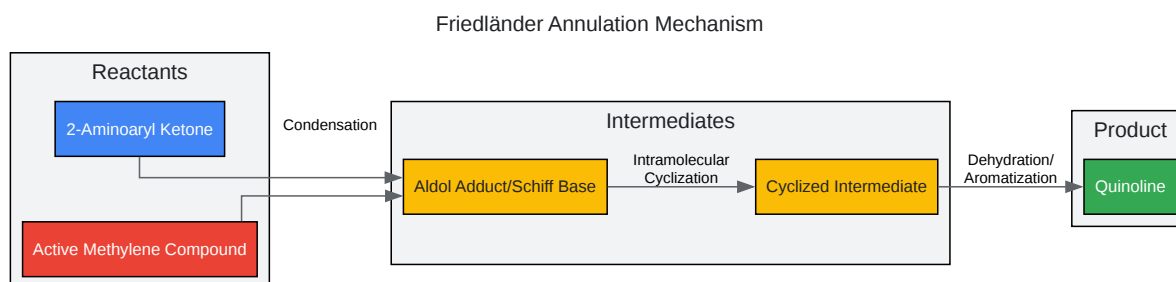 Friedländer Annulation Mechanism
Reactants
2-Aminoaryl Ketone
Active Methylene Compound
Condensation
Intermediates
Aldol Adduct/Schiff Base
Intramolecular
Cyclization
Cyclized Intermediate
Dehydration/
Aromatization
Product
Quinoline